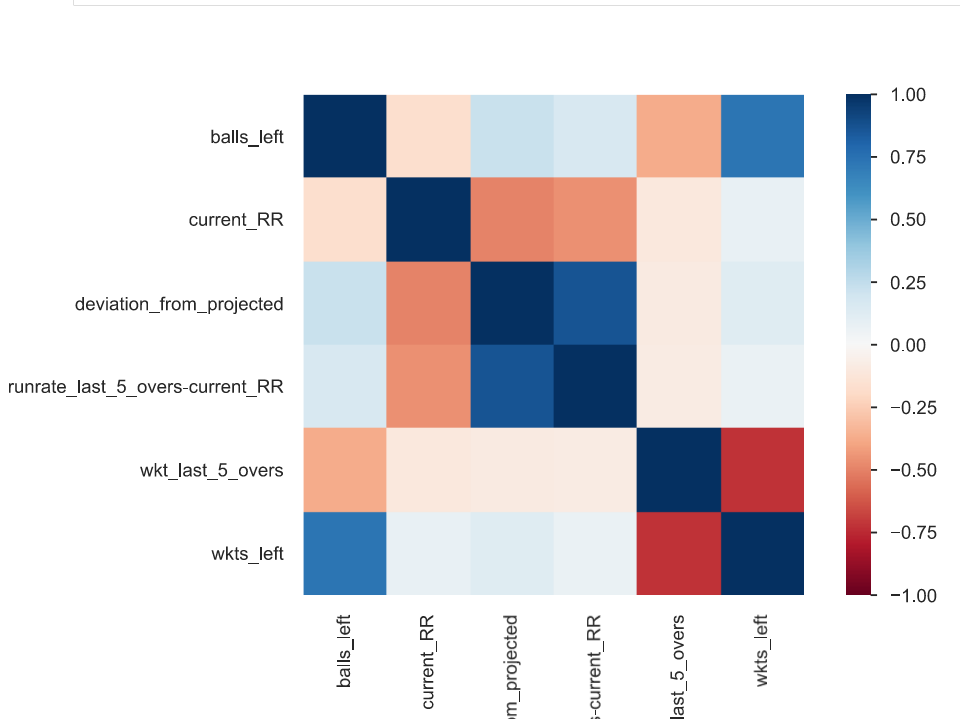 balls_left
current_RR
deviation_from_projected
runrate_last_5_overs-current_RR
wkt_last_5_overs
wkts_left
1.00
0.75
0.50
0.25
0.00
−0.25
−0.50
−0.75
−1.00
balls_left
current_RR
om_projected
s-current_RR
last_5_overs
wkts_left